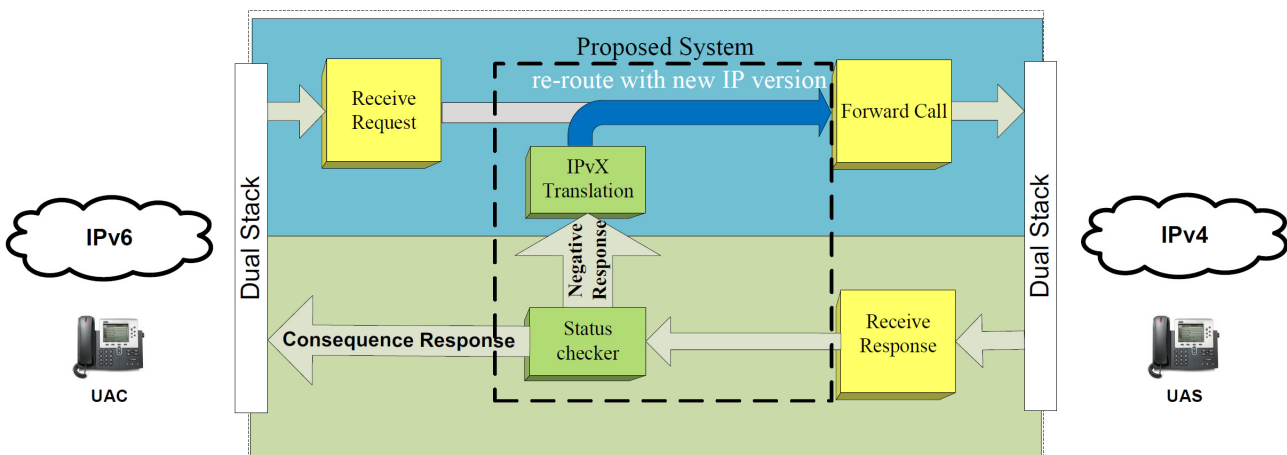 Proposed System
re-route with new IP version
Receive
Request
Forward Call
IPvX
Translation
Dual Stack
Dual Stack
IPv6
IPv4
Negative
Response
Consequence Response
Status
checker
Receive
Response
UAC
UAS